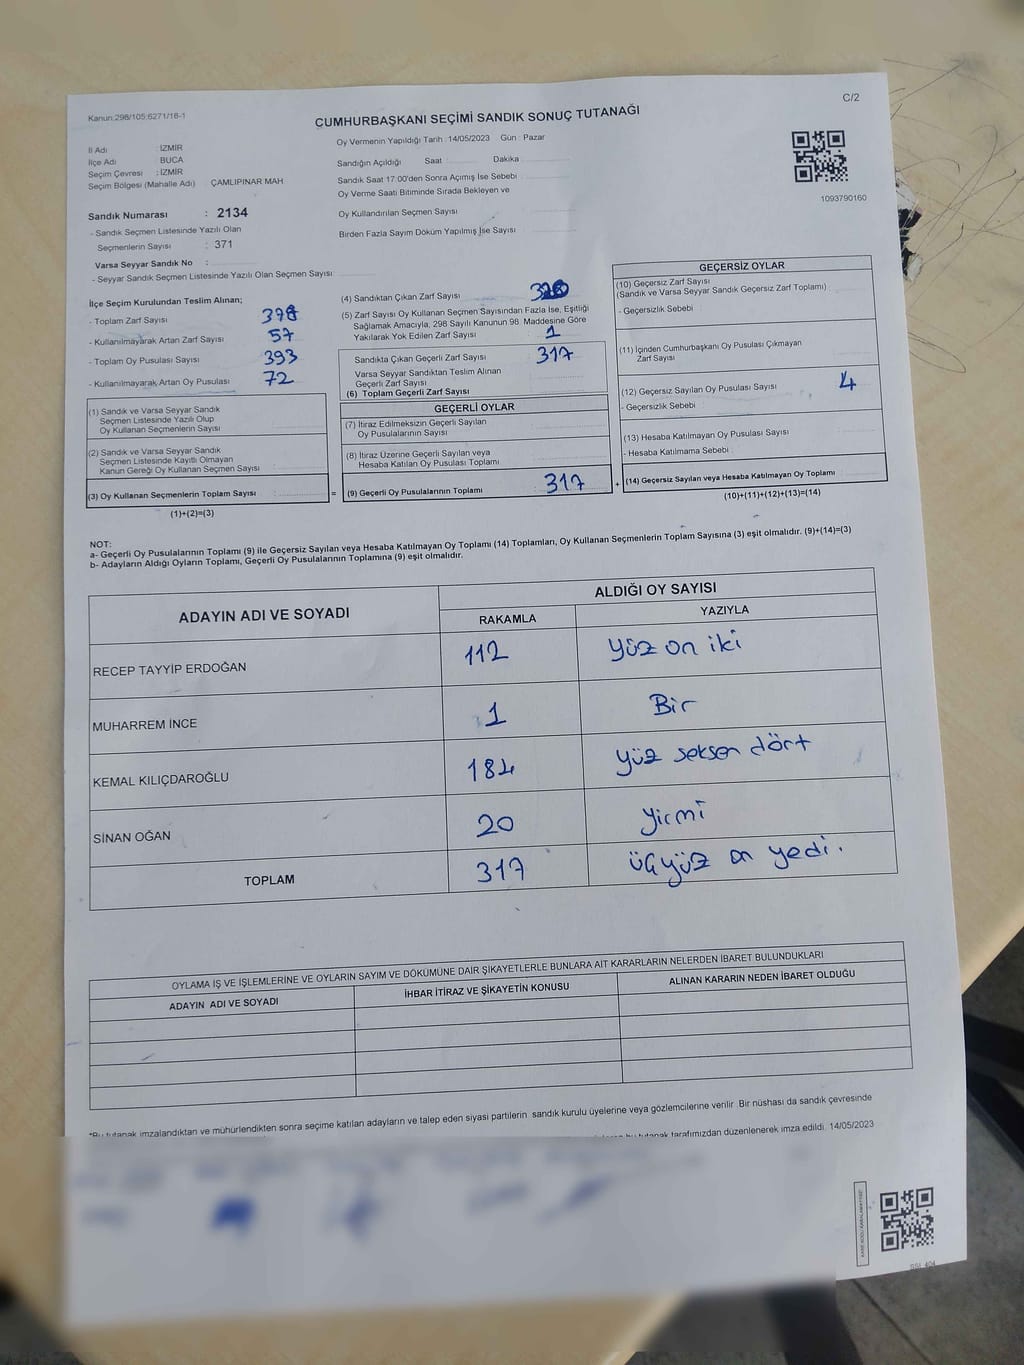 C/2
Kanun:298/105;6271/18-1
CUMHURBAŞKANI SEÇİMİ SANDIK SONUÇ TUTANAĞI
Oy Vermenin Yapıldığı Tarih : 14/05/2023 Gün : Pazar
İl Adı : İZMİR
İlçe Adı : BUCA
Seçim Çevresi : İZMİR
Seçim Bölgesi (Mahalle Adı) : ÇAMLIPINAR MAH
Sandık Numarası : 2134
- Sandık Seçmen Listesinde Yazılı Olan
Seçmenlerin Sayısı : 371
Varsa Seyyar Sandık No :
- Seyyar Sandık Seçmen Listesinde Yazılı Olan Seçmen Sayısı :
Sandığın Açıldığı Saat : Dakika :
Sandık Saat 17.00'den Sonra Açımış İse Sebebi :
Oy Verme Saati Bitiminde Sırada Bekleyen ve
Oy Kullandırılan Seçmen Sayısı :
Birden Fazla Sayım Döküm Yapılmış İse Sayısı :
1093790160
İlçe Seçim Kurulundan Teslim Alınan;
- Toplam Zarf Sayısı :
- Kullanılmayarak Artan Zarf Sayısı : 57
- Toplam Oy Pusulası Sayısı : 393
- Kullanılmayarak Artan Oy Pusulası : 72
(4) Sandıktan Çıkan Zarf Sayısı :
(5) Zarf Sayısı Oy Kullanan Seçmen Sayısından Fazla İse, Eşitliği
Sağlamak Amacıyla, 298 Sayılı Kanunun 98. Maddesine Göre
Yakılarak Yok Edilen Zarf Sayısı : 1
Sandıkta Çıkan Geçerli Zarf Sayısı : 317
Varsa Seyyar Sandıktan Teslim Alınan
Geçerli Zarf Sayısı :
(6) Toplam Geçerli Zarf Sayısı :
GEÇERSİZ OYLAR
(10) Geçersiz Zarf Sayısı
(Sandık ve Varsa Seyyar Sandık Geçersiz Zarf Toplamı) :
- Geçersizlik Sebebi :
(11) İçinden Cumhurbaşkanı Oy Pusulası Çıkmayan
Zarf Sayısı :
(12) Geçersiz Sayılan Oy Pusulası Sayısı : 4
- Geçersizlik Sebebi :
(13) Hesaba Katılmayan Oy Pusulası Sayısı :
- Hesaba Katılmama Sebebi :
(14) Geçersiz Sayılan veya Hesaba Katılmayan Oy Toplamı :
(10)+(11)+(12)+(13)=(14)
(1) Sandık ve Varsa Seyyar Sandık
Seçmen Listesinde Yazılı Olup
Oy Kullanan Seçmenlerin Sayısı :
(2) Sandık ve Varsa Seyyar Sandık
Seçmen Listesinde Kayıtlı Olmayan
Kanun Gereği Oy Kullanan Seçmen Sayısı :
(3) Oy Kullanan Seçmenlerin Toplam Sayısı : =
(1)+(2)=(3)
GEÇERLİ OYLAR
(7) İtiraz Edilmeksizin Geçerli Sayılan
Oy Pusulalarının Sayısı :
(8) İtiraz Üzerine Geçerli Sayılan veya
Hesaba Katılan Oy Pusulası Toplamı :
(9) Geçerli Oy Pusulalarının Toplamı : 317 +
NOT:
a- Geçerli Oy Pusulalarının Toplamı (9) ile Geçersiz Sayılan veya Hesaba Katılmayan Oy Toplamı (14) Toplamları, Oy Kullanan Seçmenlerin Toplam Sayısına (3) eşit olmalıdır. (9)+(14)=(3)
b- Adayların Aldığı Oyların Toplamı, Geçerli Oy Pusulalarının Toplamına (9) eşit olmalıdır.
ADAYIN ADI VE SOYADI ALDIĞI OY SAYISI
RAKAMLA YAZIYLA
RECEP TAYYİP ERDOĞAN 112 Yüz on iki
MUHARREM İNCE 1 Bir
KEMAL KILIÇDAROĞLU 184 yüz seksen dört
SİNAN OĞAN 20 Yirmi
TOPLAM 317 üçyüz on yedi.
OYLAMA İŞ VE İŞLEMLERİNE VE OYLARIN SAYIM VE DÖKÜMÜNE DAİR ŞİKAYETLERLE BUNLARA AİT KARARLARIN NELERDEN İBARET BULUNDUKLARI
ADAYIN ADI VE SOYADI İHBAR İTİRAZ VE ŞİKAYETİN KONUSU ALINAN KARARIN NEDEN İBARET OLDUĞU
*Bu tutanak imzalandıktan ve mühürlendikten sonra seçime katılan adayların ve talep eden siyasi partilerin sandık kurulu üyelerine veya gözlemcilerine verilir. Bir nüshası da sandık çevresinde
bu tutanak tarafımızdan düzenlenerek imza edildi. 14/05/2023